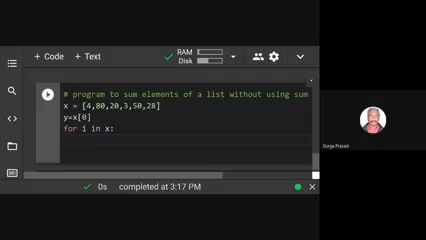 + Code + Text
RAM
Disk
# program to sum elements of a list without using sum
x = [4,80,20,3,50,28]
y=x[0]
for i in x:
Durga Prasad
0s completed at 3:17 PM